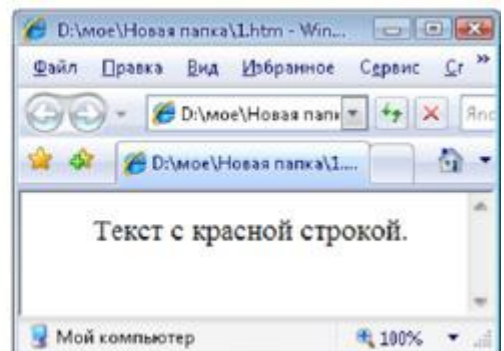 D:\мое\Новая папка\1.htm - Win...
Файл Правка Вид Избранное Сервис Сг »
D:\мое\Новая папк
D:\мое\Новая папка\1....
Текст с красной строкой.
Мой компьютер 100%